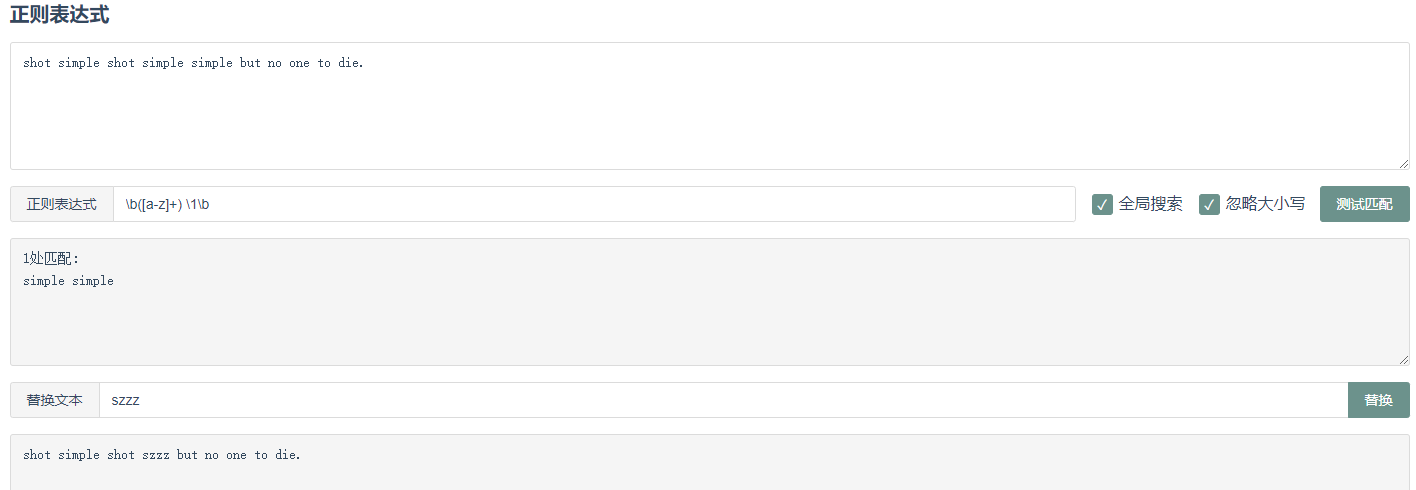 正则表达式
shot simple shot simple simple but no one to die.
正则表达式 \b([a-z]+) \1\b 全局搜索 忽略大小写 测试匹配
1处匹配:
simple simple
替换文本 szzz 替换
shot simple shot szzz but no one to die.